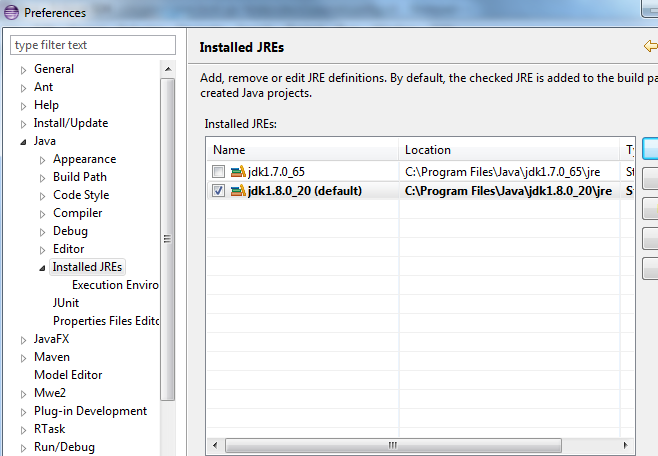 Preferences
type filter text
General
Ant
Help
Install/Update
Java
Appearance
Build Path
Code Style
Compiler
Debug
Editor
Installed JREs
Execution Enviro
JUnit
Properties Files Edito
JavaFX
Maven
Model Editor
Mwe2
Plug-in Development
RTask
Run/Debug
Installed JREs
Add, remove or edit JRE definitions. By default, the checked JRE is added to the build pa
created Java projects.
Installed JREs:
Name Location Ty
jdk1.7.0_65 C:\Program Files\Java\jdk1.7.0_65\jre St
jdk1.8.0_20 (default) C:\Program Files\Java\jdk1.8.0_20\jre S